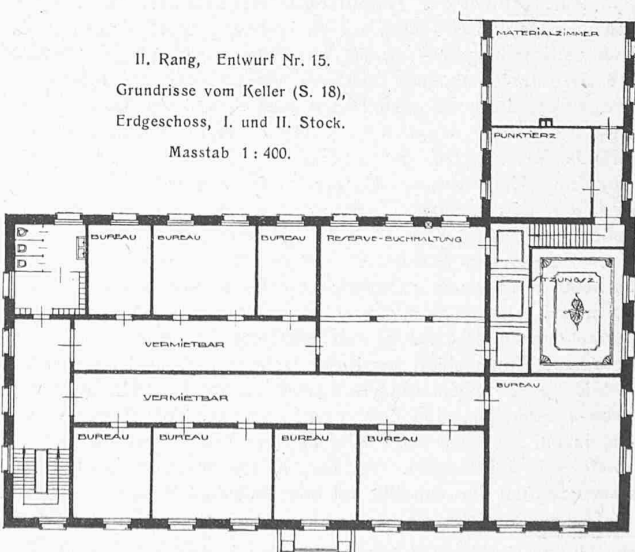 II. Rang, Entwurf Nr. 15.
Grundrisse vom Keller (S. 18),
Erdgeschoss, I. und II. Stock.
Masstab 1 : 400.
MATERIALZIMMER
PUNKTIERZ
BUREAU
BUREAU
BUREAU
RESERVE-BUCHHALTUNG
SITZUNGSZ
VERMIETBAR
BUREAU
VERMIETBAR
BUREAU
BUREAU
BUREAU
BUREAU